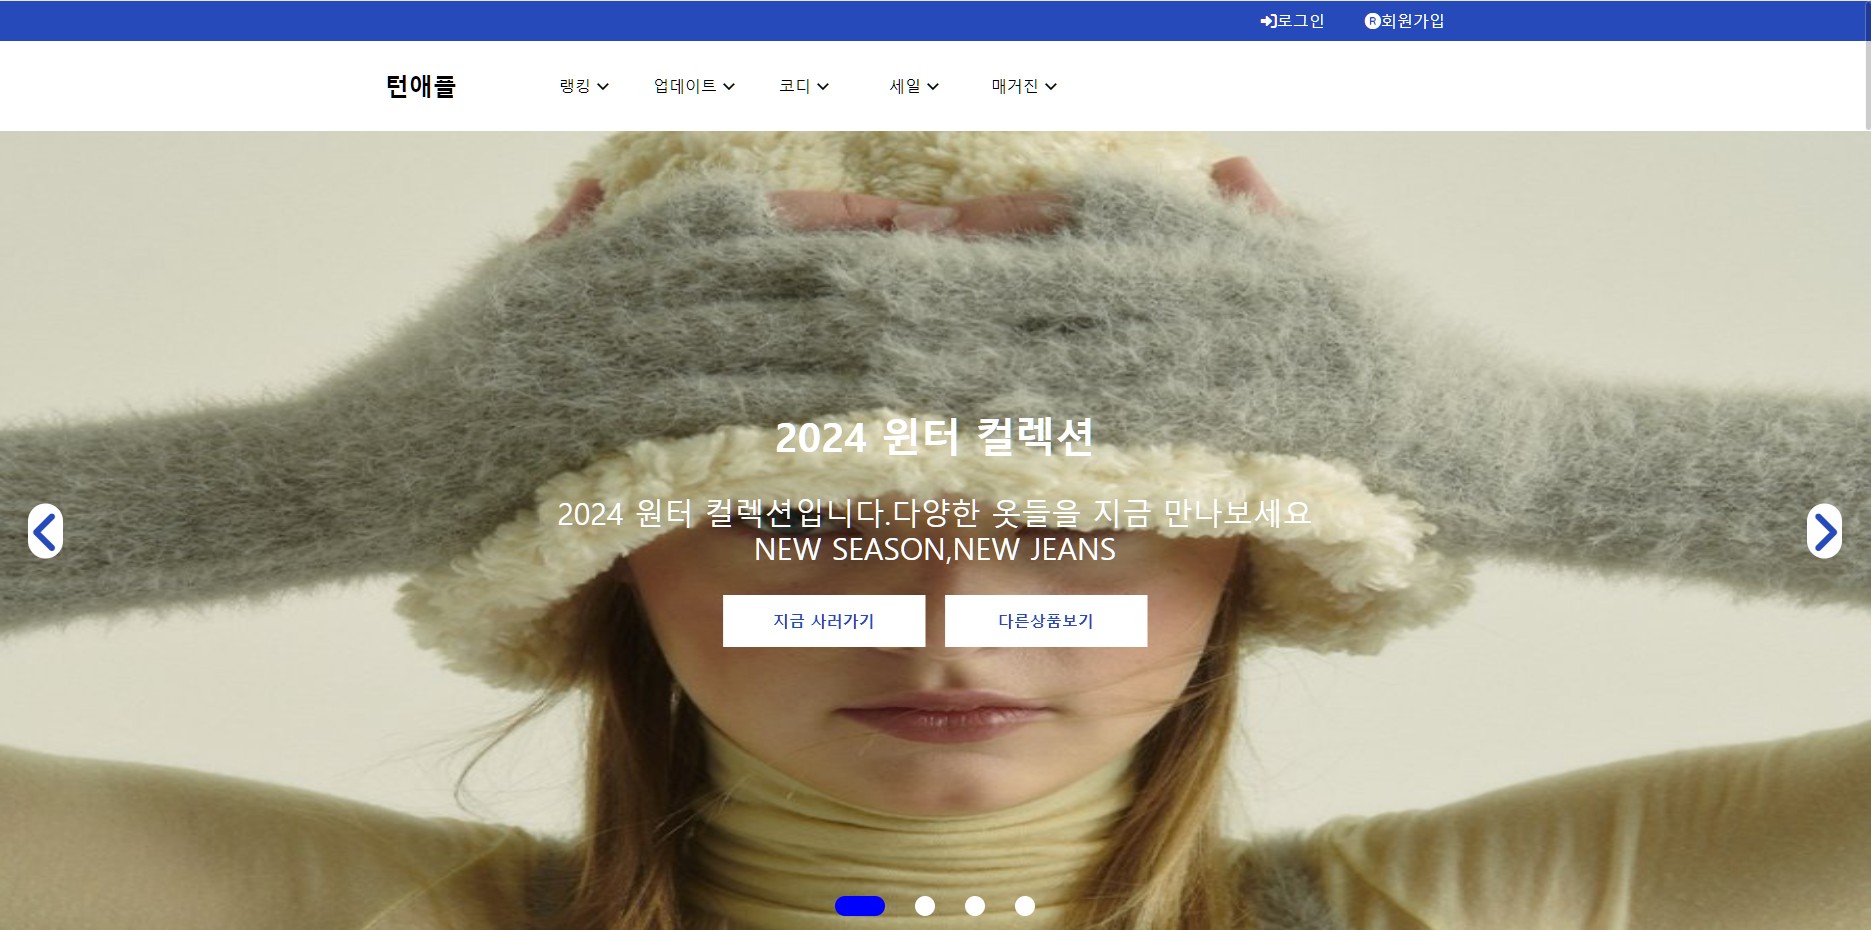 로그인 회원가입
턴애플 랭킹 업데이트 코디 세일 매거진
2024 윈터 컬렉션
2024 윈터 컬렉션입니다.다양한 옷들을 지금 만나보세요
NEW SEASON,NEW JEANS
지금 사러가기 다른상품보기